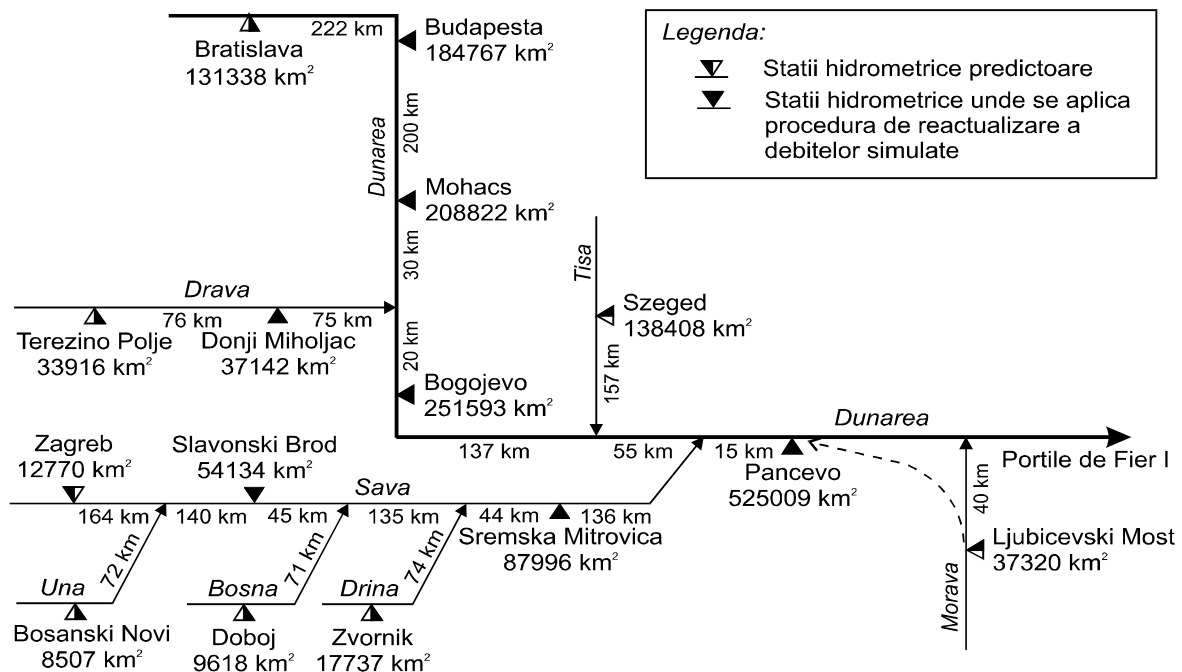 222 km
Bratislava
131338 km²
Budapesta
184767 km²
Legenda:
Statii hidrometrice predictoare
Statii hidrometrice unde se aplica
procedura de reactualizare a
debitelor simulate
Dunarea
200 km
Mohacs
208822 km²
30 km
Drava
76 km
75 km
Terezino Polje
33916 km²
Donji Miholjac
37142 km²
20 km
Bogojevo
251593 km²
Tisa
Szeged
138408 km²
157 km
Dunarea
137 km
55 km
15 km
Pancevo
525009 km²
Portile de Fier I
40 km
Ljubicevski Most
37320 km²
Morava
Zagreb
12770 km²
Slavonski Brod
54134 km²
Sava
164 km
140 km
45 km
135 km
44 km
136 km
Sremska Mitrovica
87996 km²
72 km
71 km
74 km
Una
Bosna
Drina
Bosanski Novi
8507 km²
Doboj
9618 km²
Zvornik
17737 km²